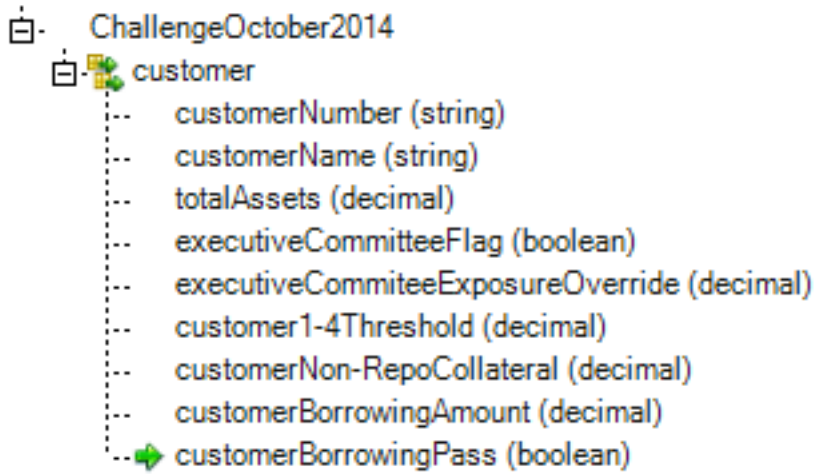 ChallengeOctober2014
customer
customerNumber (string)
customerName (string)
totalAssets (decimal)
executiveCommitteeFlag (boolean)
executiveCommiteeExposureOverride (decimal)
customer1-4Threshold (decimal)
customerNon-RepoCollateral (decimal)
customerBorrowingAmount (decimal)
customerBorrowingPass (boolean)